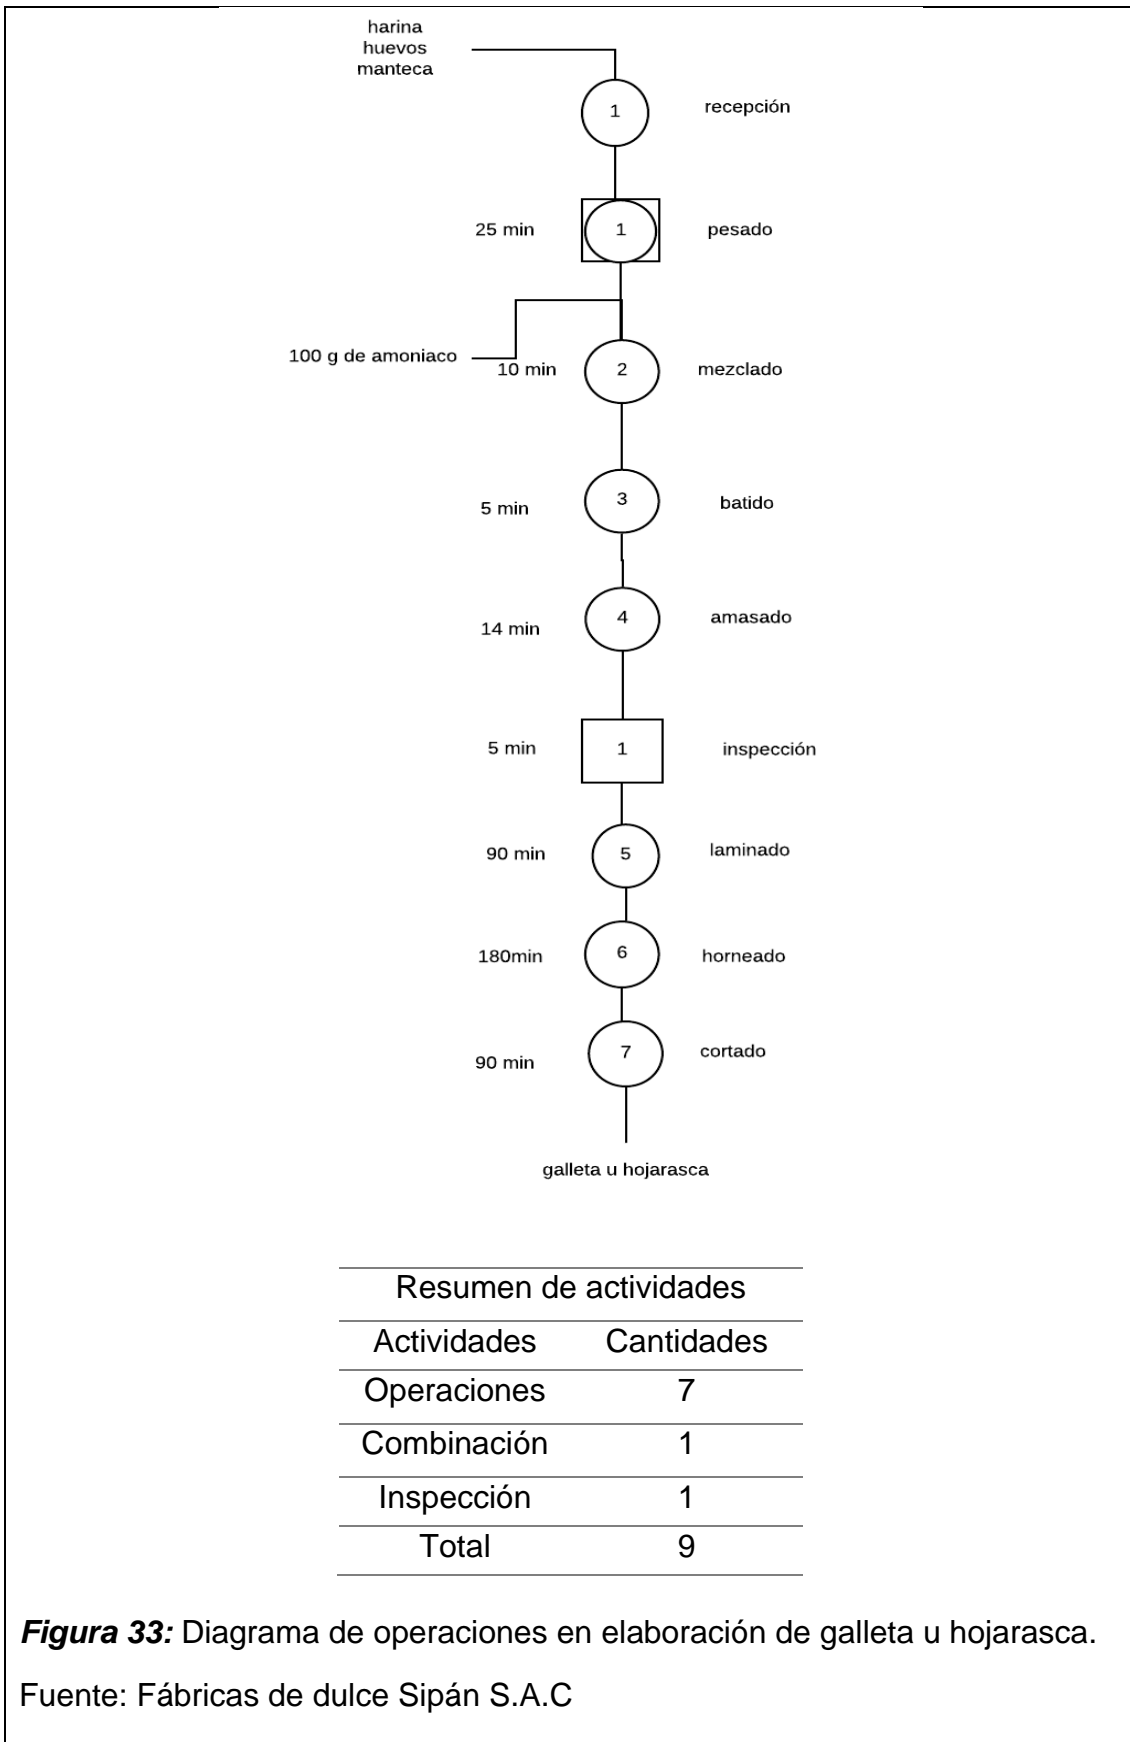 harina
huevos
manteca
1 recepción
25 min 1 pesado
100 g de amoniaco
10 min 2 mezclado
5 min 3 batido
14 min 4 amasado
5 min 1 inspección
90 min 5 laminado
180min 6 horneado
90 min 7 cortado
galleta u hojarasca
Resumen de actividades
Actividades Cantidades
Operaciones 7
Combinación 1
Inspección 1
Total 9
Figura 33: Diagrama de operaciones en elaboración de galleta u hojarasca.
Fuente: Fábricas de dulce Sipán S.A.C